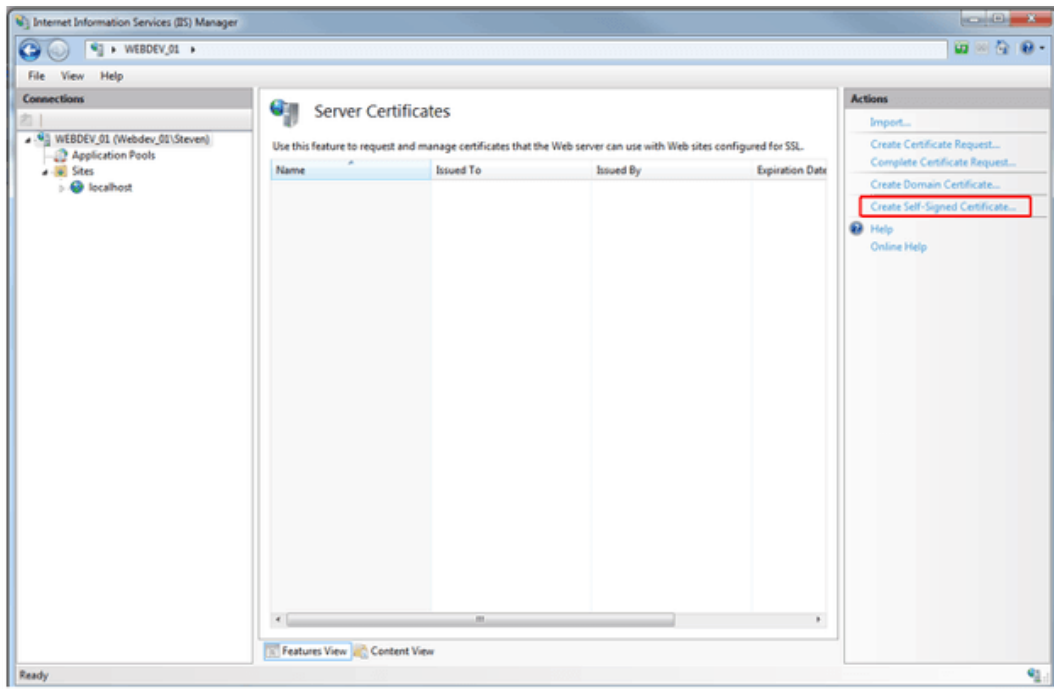 Internet Information Services (IIS) Manager
WEBDEV_01
File View Help
Connections
WEBDEV_01 (Webdev_01\Steven)
Application Pools
Sites
localhost
Server Certificates
Use this feature to request and manage certificates that the Web server can use with Web sites configured for SSL.
Name Issued To Issued By Expiration Date
Features View Content View
Actions
Import...
Create Certificate Request...
Complete Certificate Request...
Create Domain Certificate...
Create Self-Signed Certificate...
Help
Online Help
Ready